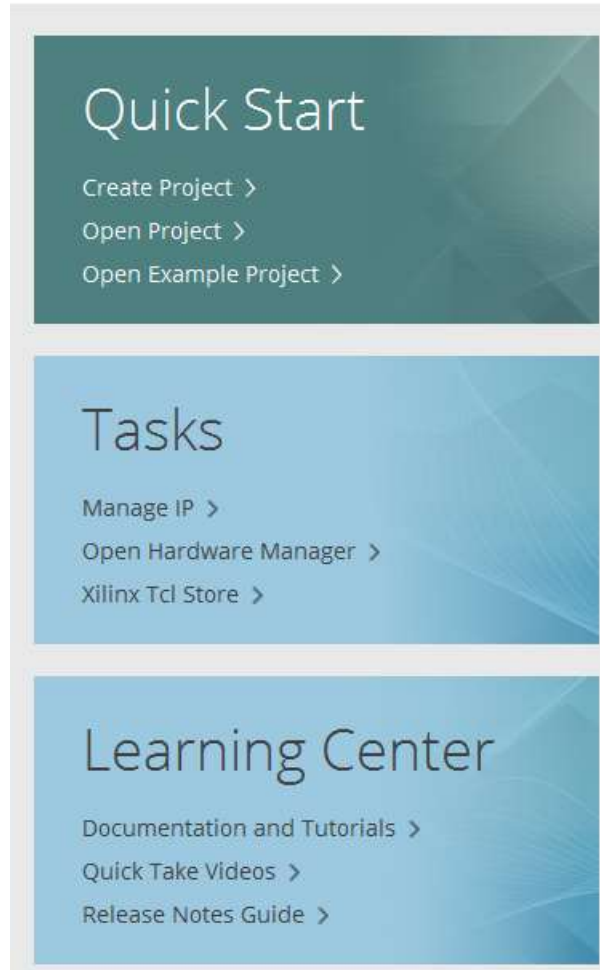 Quick Start
Create Project >
Open Project >
Open Example Project >
Tasks
Manage IP >
Open Hardware Manager >
Xilinx Tcl Store >
Learning Center
Documentation and Tutorials >
Quick Take Videos >
Release Notes Guide >